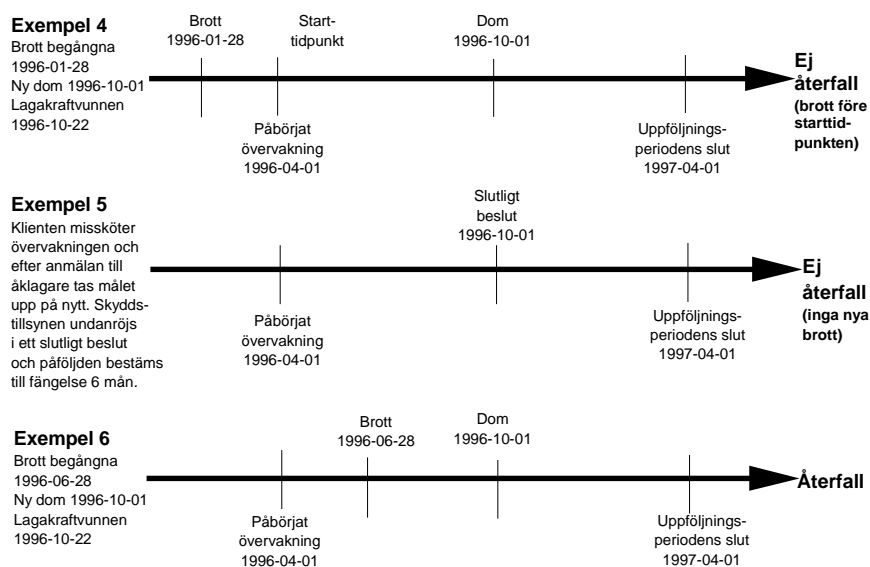 Exempel 4
Brott begångna
1996-01-28
Ny dom 1996-10-01
Lagakraftvunnen
1996-10-22
Brott
1996-01-28
Start-
tidpunkt
Dom
1996-10-01
Påbörjat
övervakning
1996-04-01
Uppföljnings-
periodens slut
1997-04-01
Ej
återfall
(brott före
starttid-
punkten)
Exempel 5
Klienten missköter
övervakningen och
efter anmälan till
åklagare tas målet
upp på nytt. Skydds-
tillsynen undanröjs
i ett slutligt beslut
och påföljden bestäms
till fängelse 6 mån.
Slutligt
beslut
1996-10-01
Påbörjat
övervakning
1996-04-01
Uppföljnings-
periodens slut
1997-04-01
Ej
återfall
(inga nya
brott)
Exempel 6
Brott begångna
1996-06-28
Ny dom 1996-10-01
Lagakraftvunnen
1996-10-22
Brott
1996-06-28
Dom
1996-10-01
Påbörjat
övervakning
1996-04-01
Uppföljnings-
periodens slut
1997-04-01
Återfall